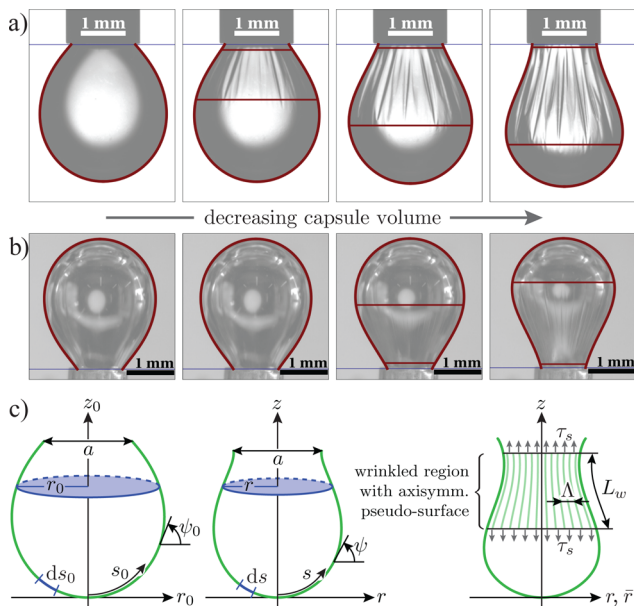 a)
1 mm
1 mm
1 mm
1 mm
decreasing capsule volume
b)
1 mm
1 mm
1 mm
1 mm
c)
z₀
a
r₀
ψ₀
s₀
ds₀
r₀
z
a
r
ψ
s
ds
r
wrinkled region
with axisymm.
pseudo-surface
z
τₛ
Λ
L_w
τₛ
r, r̄